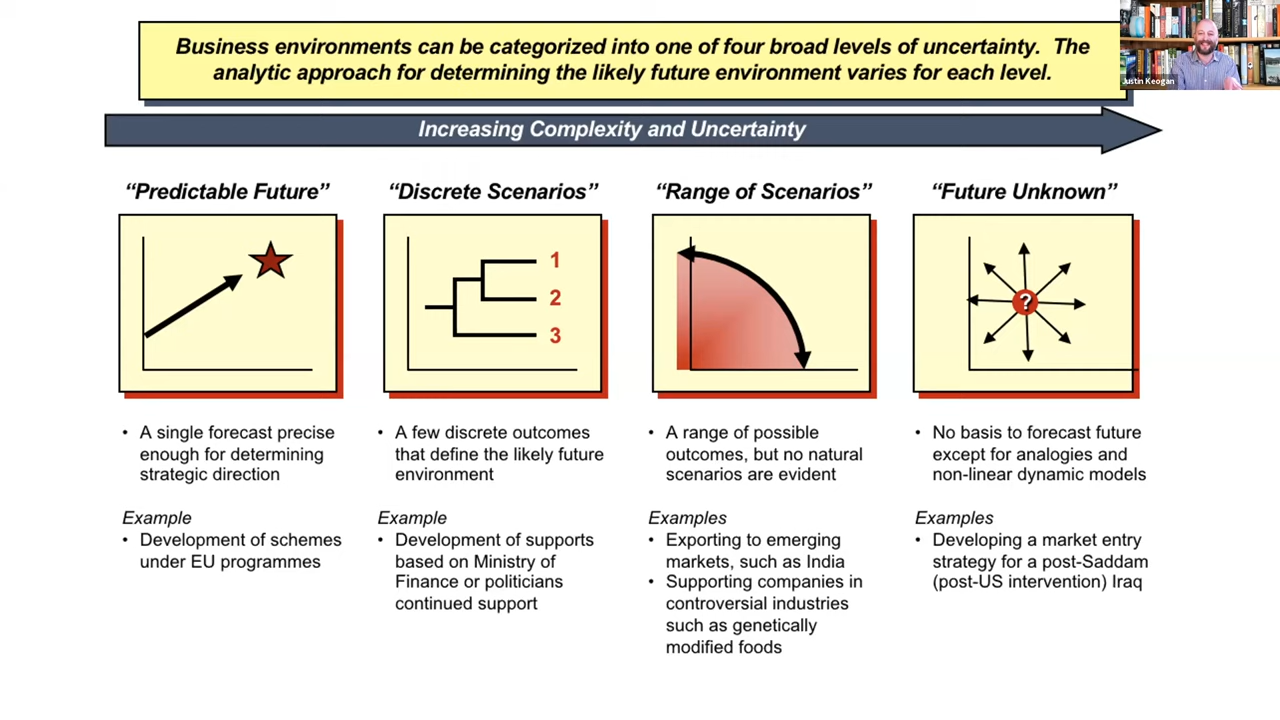 Business environments can be categorized into one of four broad levels of uncertainty. The
analytic approach for determining the likely future environment varies for each level.
Justin Keogan
Increasing Complexity and Uncertainty
“Predictable Future”
“Discrete Scenarios”
“Range of Scenarios”
“Future Unknown”
1
2
3
?
• A single forecast precise
enough for determining
strategic direction
Example
• Development of schemes
under EU programmes
• A few discrete outcomes
that define the likely future
environment
Example
• Development of supports
based on Ministry of
Finance or politicians
continued support
• A range of possible
outcomes, but no natural
scenarios are evident
Examples
• Exporting to emerging
markets, such as India
• Supporting companies in
controversial industries
such as genetically
modified foods
• No basis to forecast future
except for analogies and
non-linear dynamic models
Examples
• Developing a market entry
strategy for a post-Saddam
(post-US intervention) Iraq